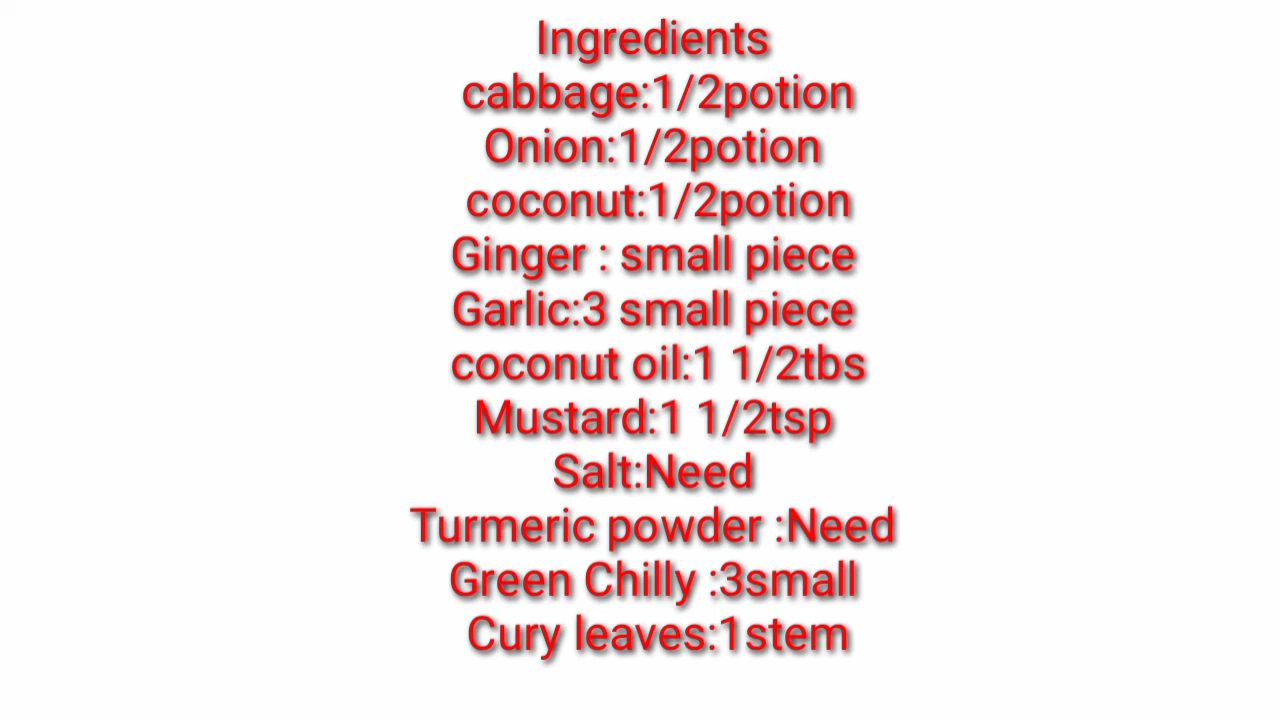 Ingredients
cabbage:1/2potion
Onion:1/2potion
coconut:1/2potion
Ginger : small piece
Garlic:3 small piece
coconut oil:1 1/2tbs
Mustard:1 1/2tsp
Salt:Need
Turmeric powder :Need
Green Chilly :3small
Cury leaves:1stem